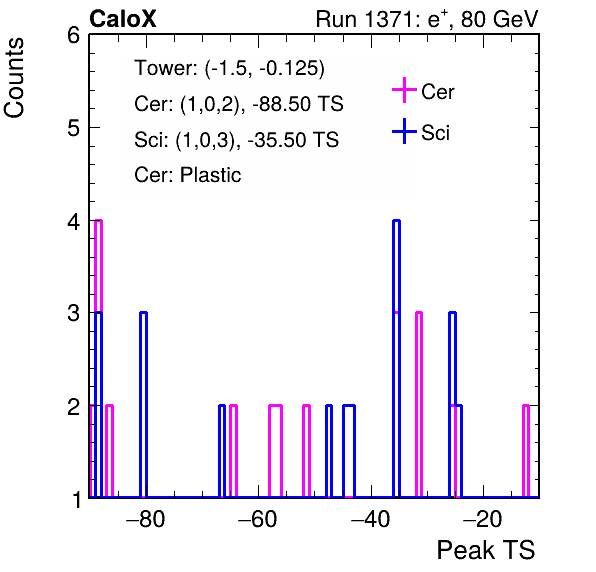 CaloX Run 1371: e⁺, 80 GeV
Counts
6
5
4
3
2
1
Tower: (-1.5, -0.125)
Cer: (1,0,2), -88.50 TS
Sci: (1,0,3), -35.50 TS
Cer: Plastic
Cer
Sci
−80 −60 −40 −20
Peak TS